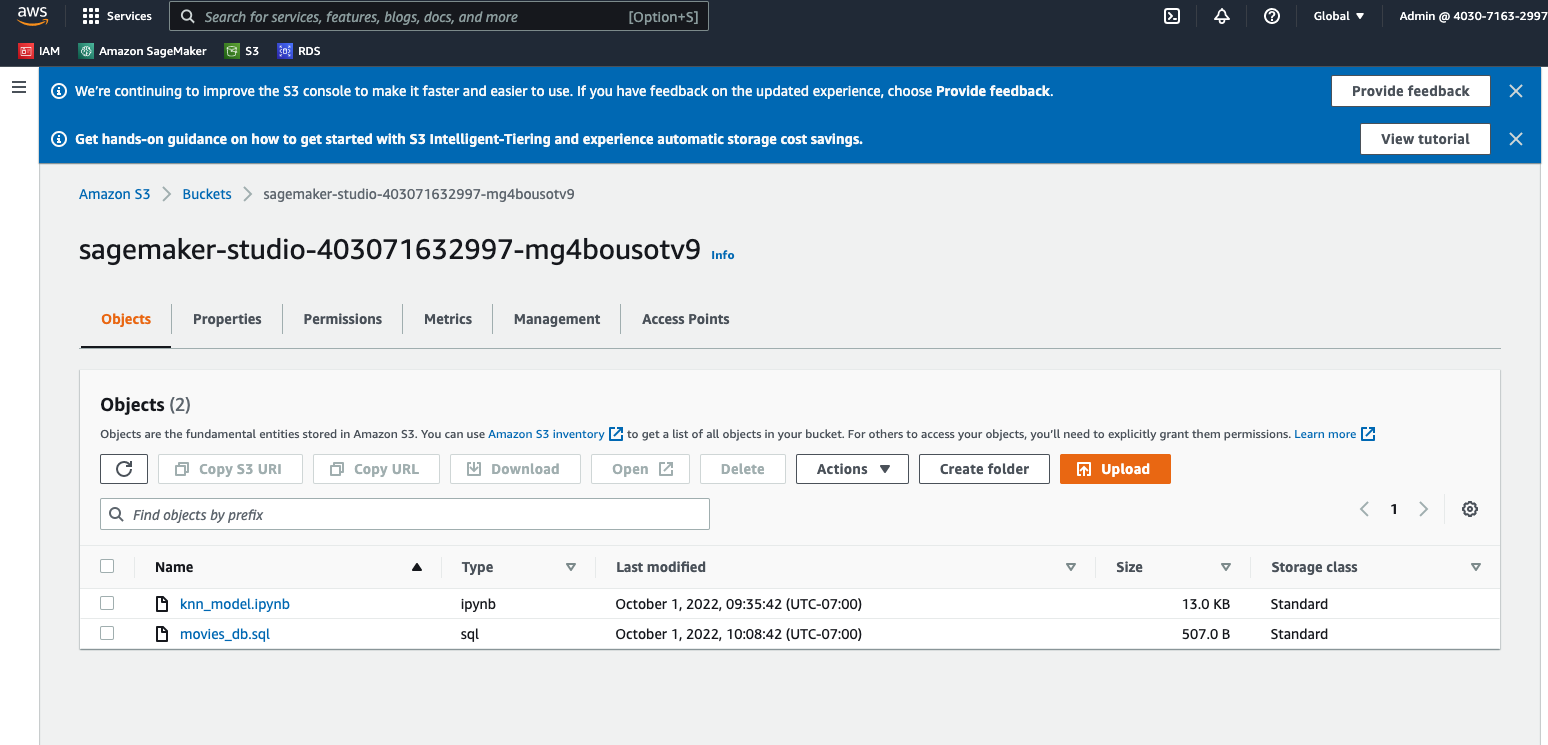 aws
Services
Search for services, features, blogs, docs, and more
[Option+S]
Global
Admin @ 4030-7163-2997
IAM
Amazon SageMaker
S3
RDS
We're continuing to improve the S3 console to make it faster and easier to use. If you have feedback on the updated experience, choose Provide feedback.
Provide feedback
Get hands-on guidance on how to get started with S3 Intelligent-Tiering and experience automatic storage cost savings.
View tutorial
Amazon S3
Buckets
sagemaker-studio-403071632997-mg4bousotv9
sagemaker-studio-403071632997-mg4bousotv9 Info
Objects
Properties
Permissions
Metrics
Management
Access Points
Objects (2)
Objects are the fundamental entities stored in Amazon S3. You can use Amazon S3 inventory to get a list of all objects in your bucket. For others to access your objects, you'll need to explicitly grant them permissions. Learn more
Copy S3 URI
Copy URL
Download
Open
Delete
Actions
Create folder
Upload
Find objects by prefix
1
Name
Type
Last modified
Size
Storage class
knn_model.ipynb
ipynb
October 1, 2022, 09:35:42 (UTC-07:00)
13.0 KB
Standard
movies_db.sql
sql
October 1, 2022, 10:08:42 (UTC-07:00)
507.0 B
Standard